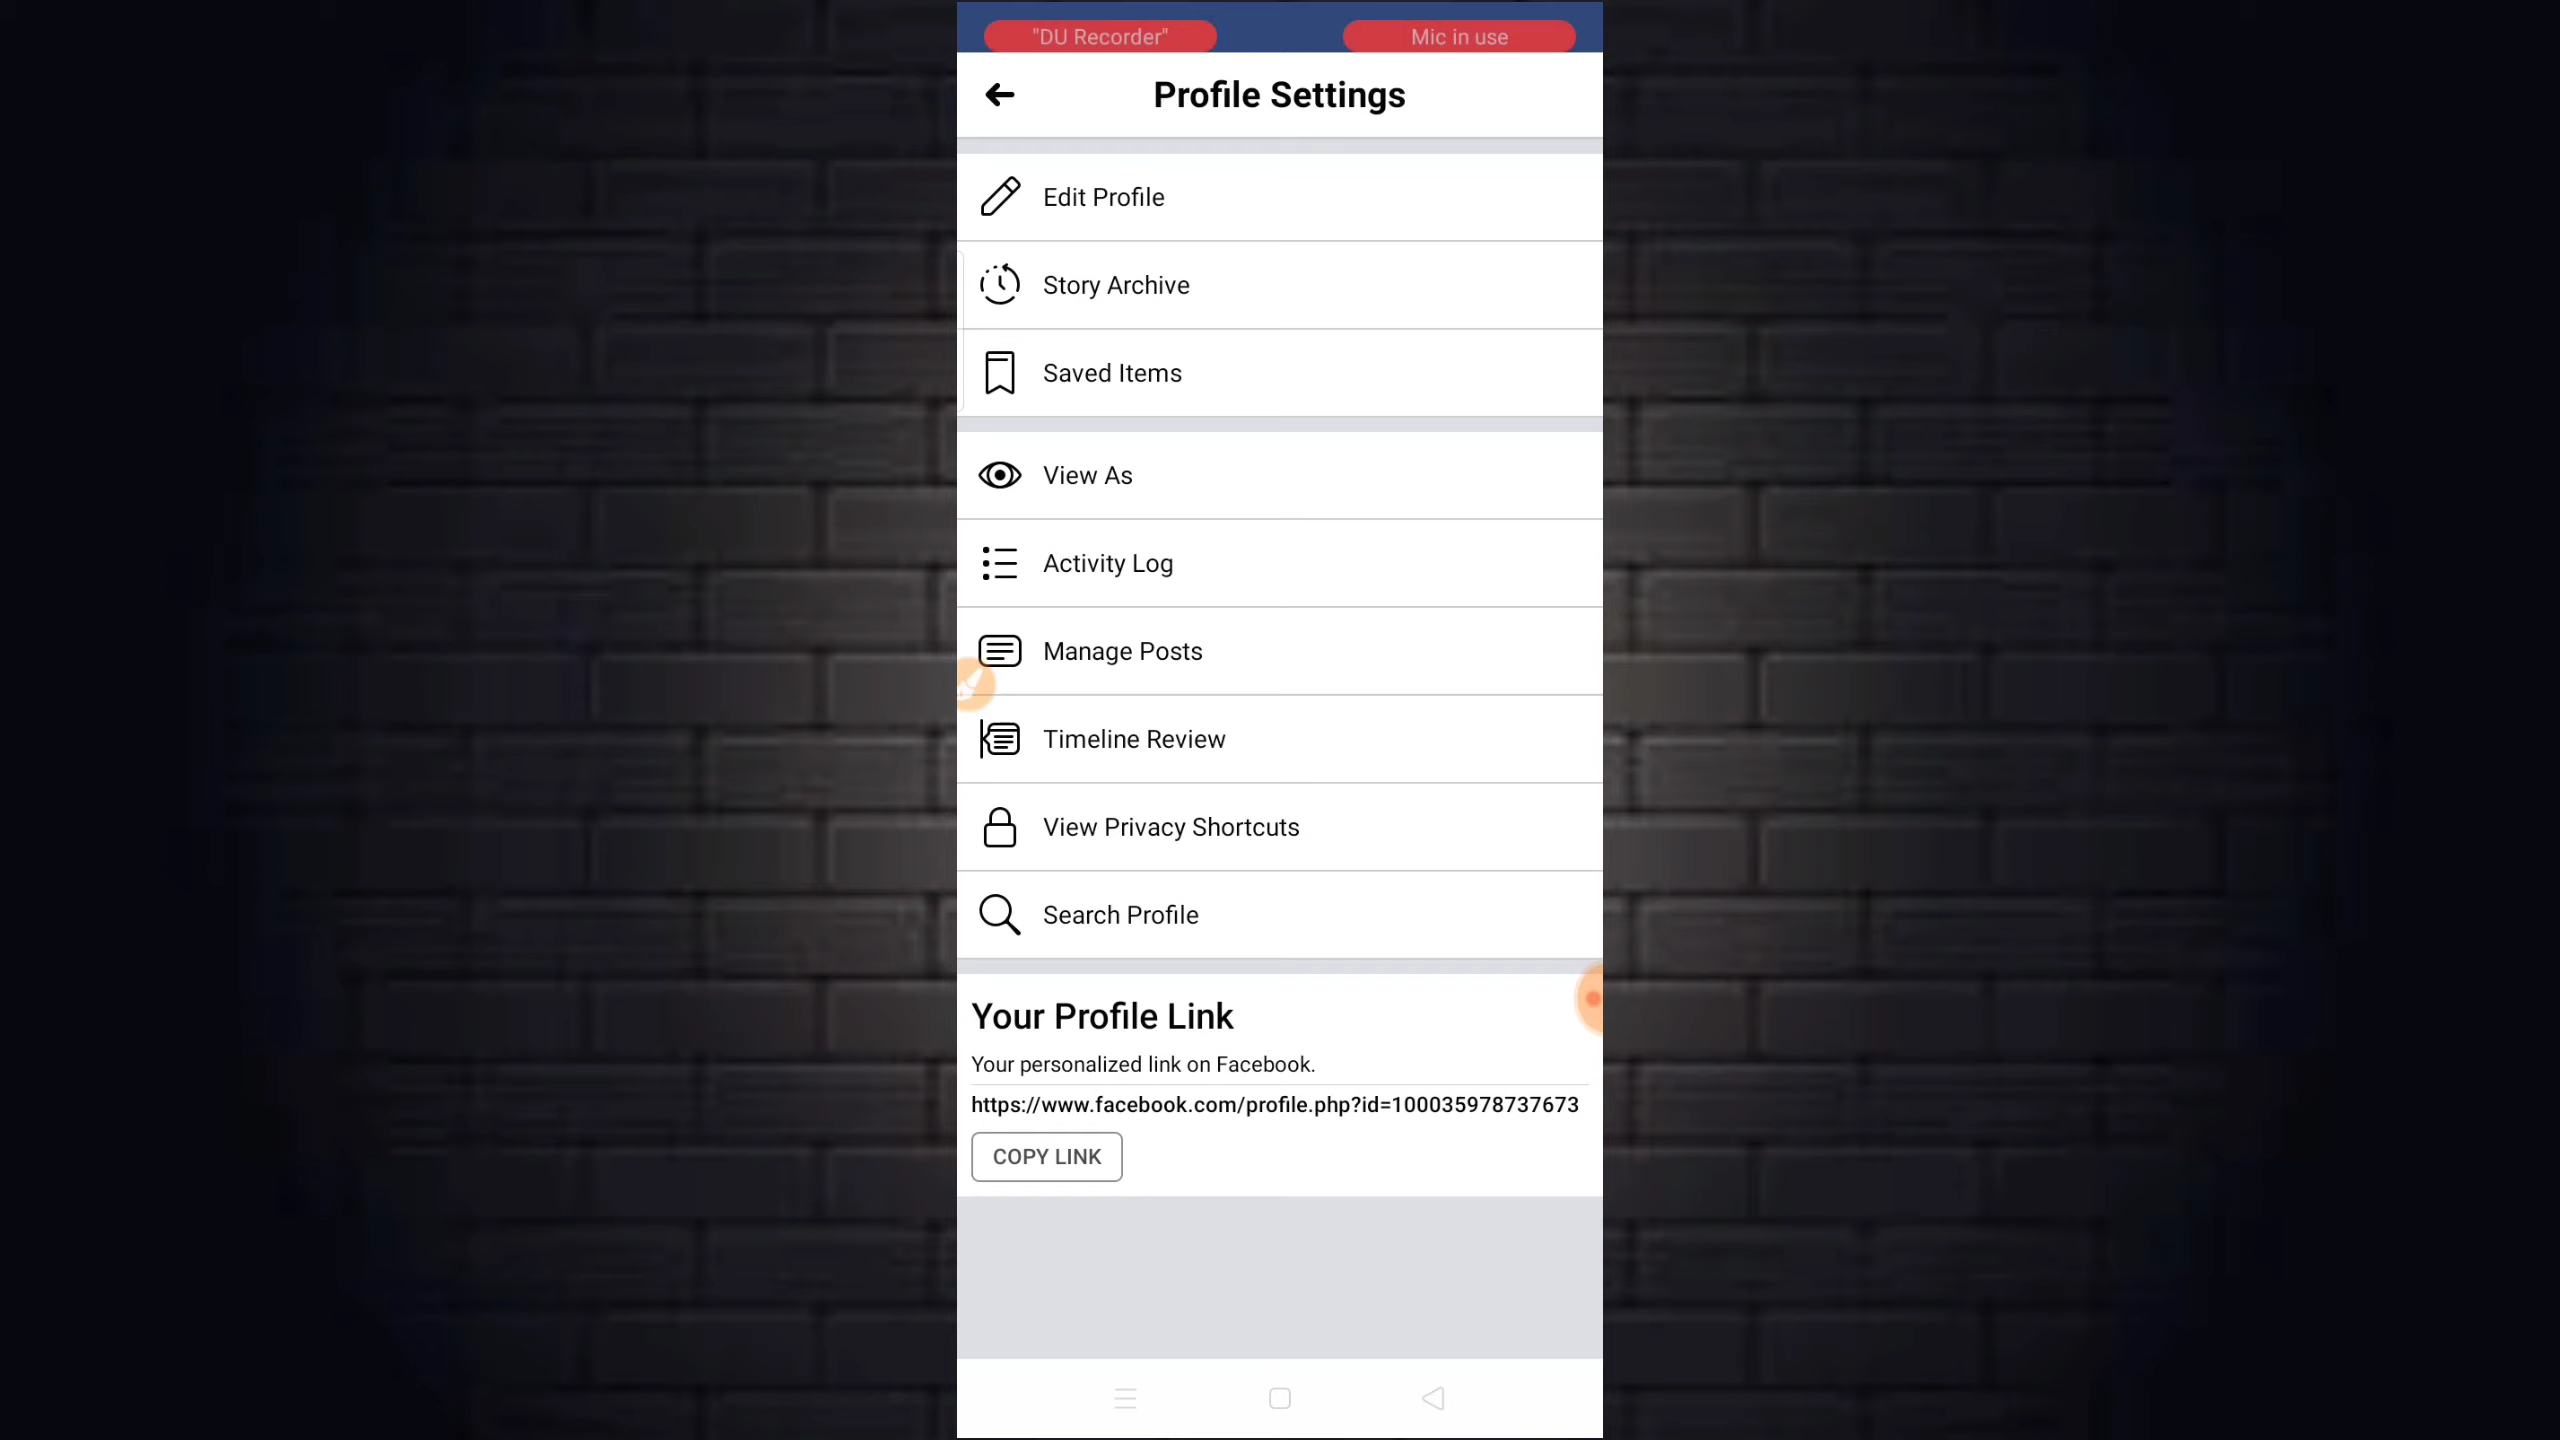 "DU Recorder"
Mic in use
Profile Settings
Edit Profile
Story Archive
Saved Items
View As
Activity Log
Manage Posts
Timeline Review
View Privacy Shortcuts
Search Profile
Your Profile Link
Your personalized link on Facebook.
https://www.facebook.com/profile.php?id=100035978737673
COPY LINK